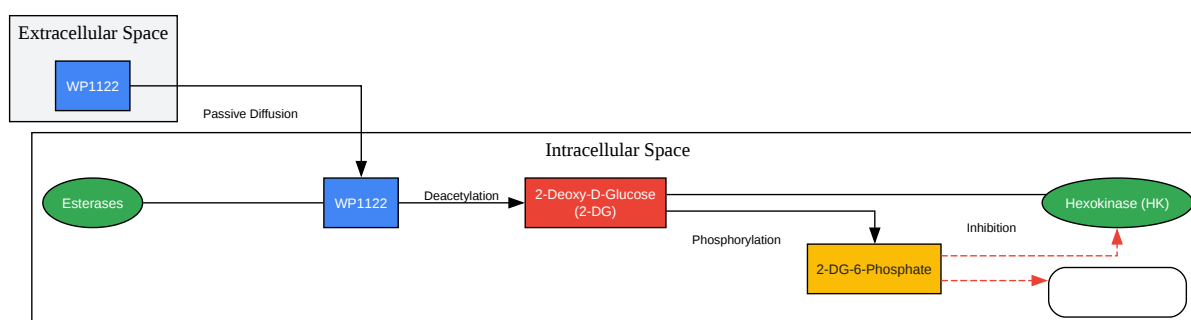 Extracellular Space
WP1122
Passive Diffusion
Intracellular Space
Esterases
WP1122
Deacetylation
2-Deoxy-D-Glucose
(2-DG)
Hexokinase (HK)
Phosphorylation
Inhibition
2-DG-6-Phosphate